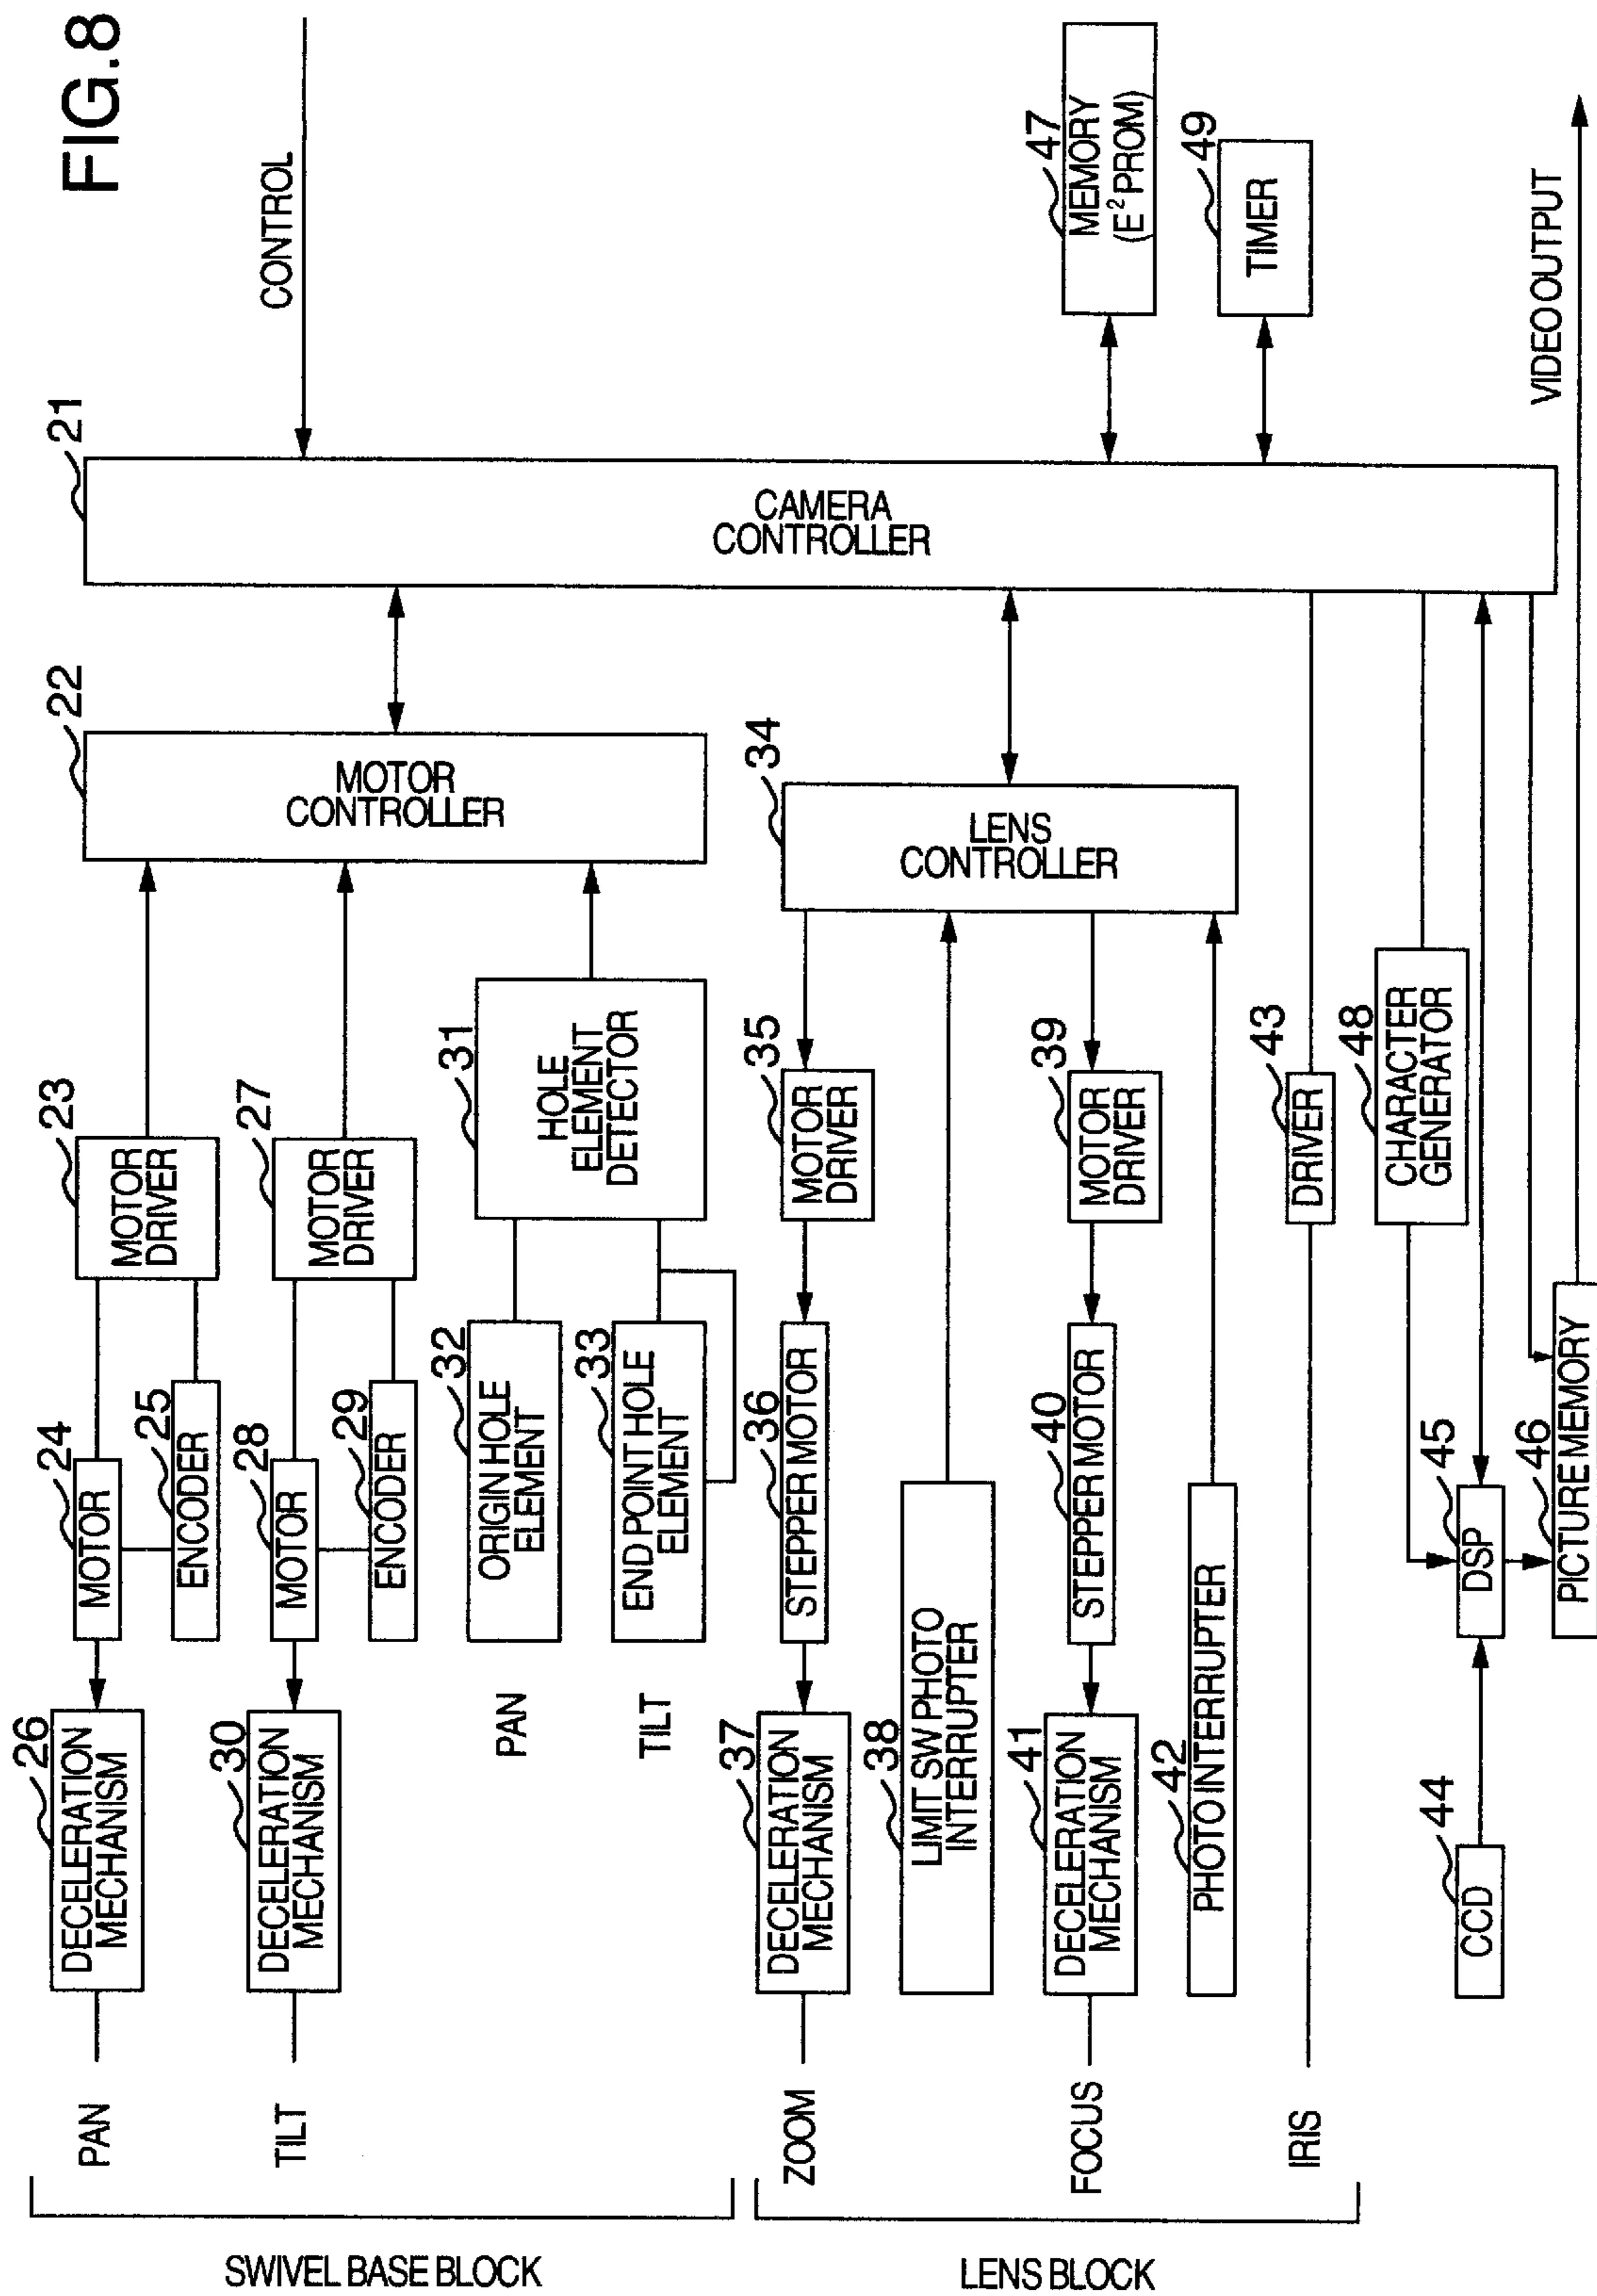 FIG.8
CONTROL
21
CAMERA
CONTROLLER
47
MEMORY
(E²PROM)
49
TIMER
VIDEO OUTPUT
22
MOTOR
CONTROLLER
34
LENS
CONTROLLER
23
MOTOR
DRIVER
27
MOTOR
DRIVER
31
HOLE
ELEMENT
DETECTOR
35
MOTOR
DRIVER
39
MOTOR
DRIVER
43
DRIVER
48
CHARACTER
GENERATOR
24
MOTOR
25
ENCODER
28
MOTOR
29
ENCODER
32
ORIGIN HOLE
ELEMENT
33
END POINT HOLE
ELEMENT
36
STEPPER MOTOR
40
STEPPER MOTOR
45
DSP
46
PICTURE MEMORY
26
DECELERATION
MECHANISM
30
DECELERATION
MECHANISM
PAN
TILT
37
DECELERATION
MECHANISM
38
LIMIT SW PHOTO
INTERRUPTER
41
DECELERATION
MECHANISM
42
PHOTO INTERRUPTER
44
CCD
PAN
TILT
ZOOM
FOCUS
IRIS
SWIVEL BASE BLOCK
LENS BLOCK